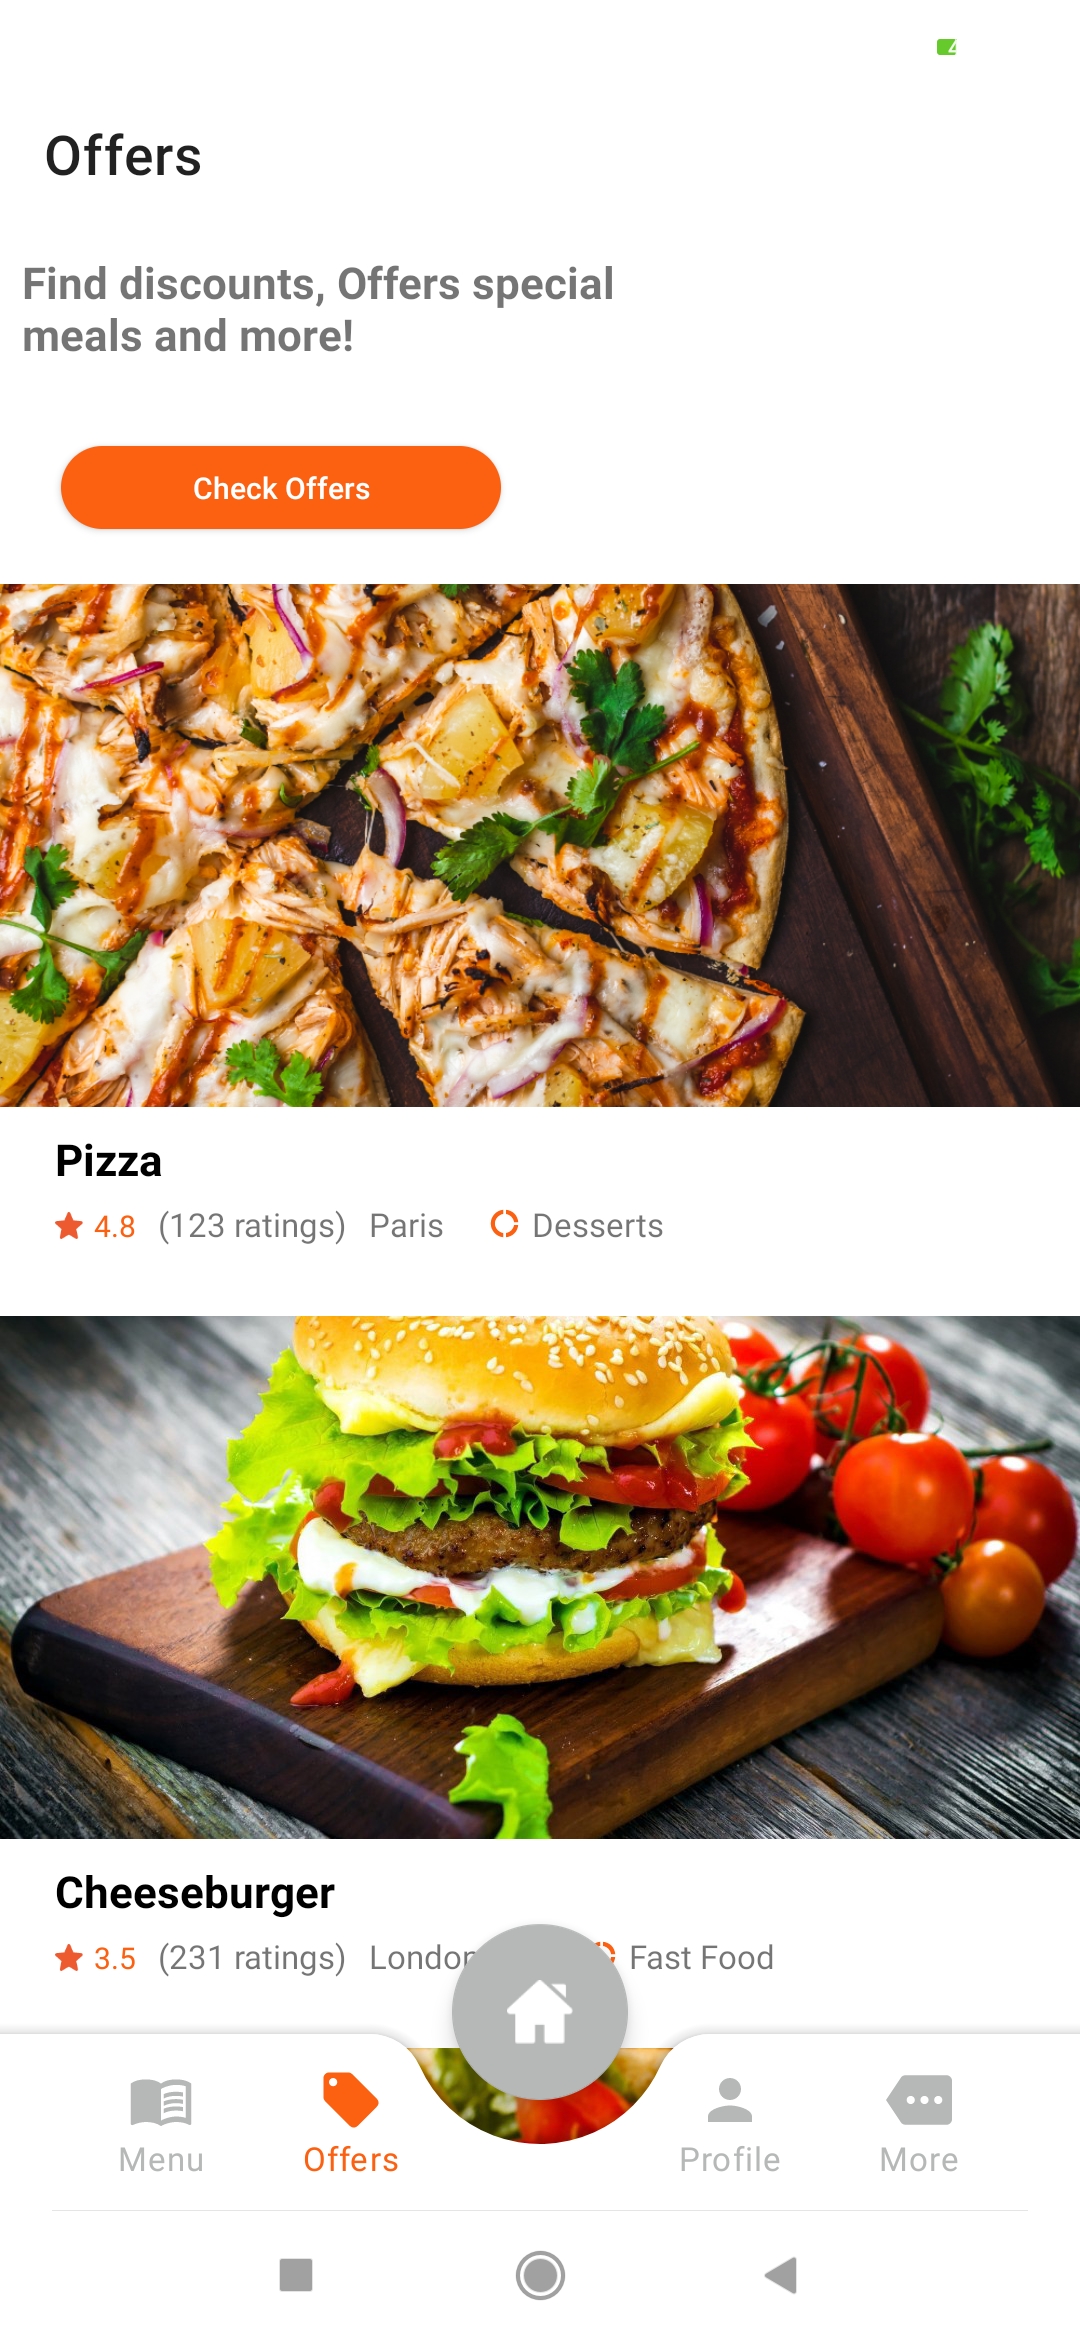 Offers
Find discounts, Offers special
meals and more!
Check Offers
Pizza
4.8 (123 ratings) Paris Desserts
Cheeseburger
3.5 (231 ratings) London Fast Food
Menu Offers Profile More